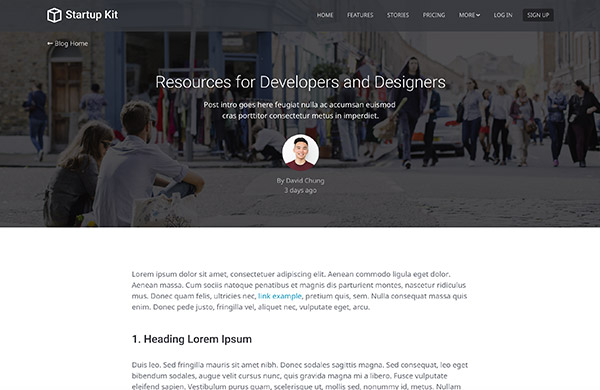 Startup Kit
HOME FEATURES STORIES PRICING MORE LOG IN SIGN UP
← Blog Home
Resources for Developers and Designers
Post intro goes here feugiat nulla ac accumsan euismod
cras porttitor consectetur metus in imperdiet.
By David Chung
3 days ago
Lorem ipsum dolor sit amet, consectetuer adipiscing elit. Aenean commodo ligula eget dolor.
Aenean massa. Cum sociis natoque penatibus et magnis dis parturient montes, nascetur ridiculus
mus. Donec quam felis, ultricies nec, link example, pretium quis, sem. Nulla consequat massa quis
enim. Donec pede justo, fringilla vel, aliquet nec, vulputate eget, arcu.
1. Heading Lorem Ipsum
Duis leo. Sed fringilla mauris sit amet nibh. Donec sodales sagittis magna. Sed consequat, leo eget
bibendum sodales, augue velit cursus nunc, quis gravida magna mi a libero. Fusce vulputate
eleifend sapien. Vestibulum purus quam, scelerisque ut, mollis sed, nonummy id, metus. Nullam